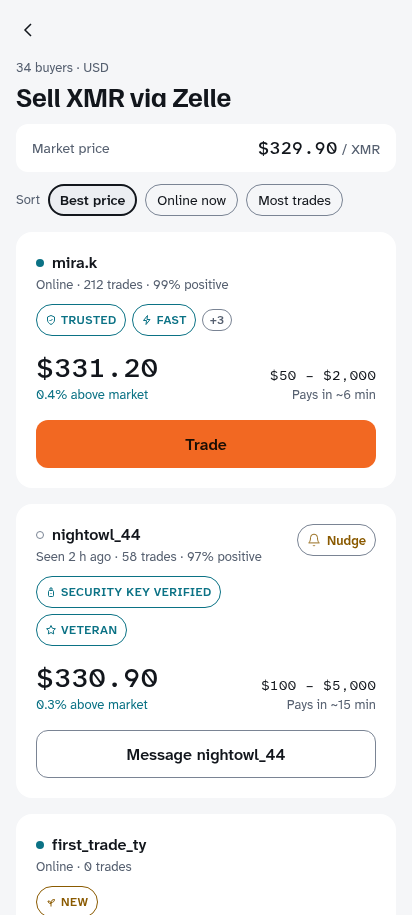 34 buyers · USD
Sell XMR via Zelle
Market price $329.90 / XMR
Sort Best price Online now Most trades
mira.k
Online · 212 trades · 99% positive
TRUSTED FAST +3
$331.20 $50 – $2,000
0.4% above market Pays in ~6 min
Trade
nightowl_44 Nudge
Seen 2 h ago · 58 trades · 97% positive
SECURITY KEY VERIFIED
VETERAN
$330.90 $100 – $5,000
0.3% above market Pays in ~15 min
Message nightowl_44
first_trade_ty
Online · 0 trades
NEW